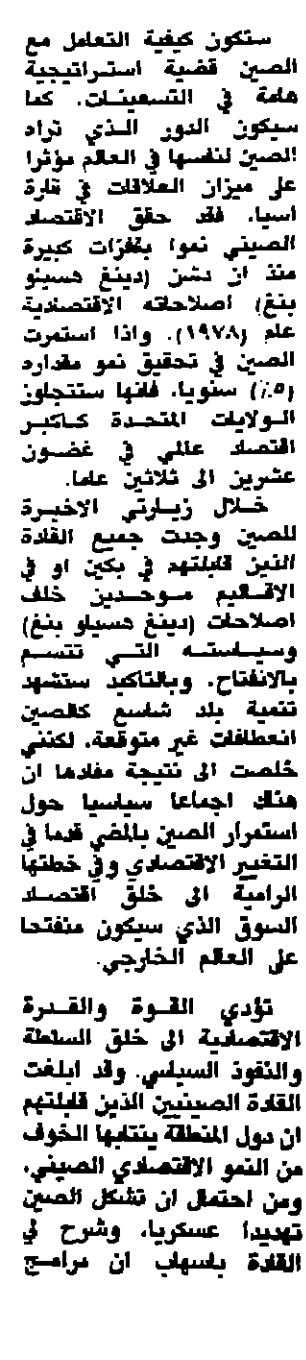 ستكون كيفية التعامل مع
الصين قضية استراتيجية
هامة في التسعينات. كما
سيكون الدور الذي تراه
الصين لنفسها في العالم مؤثرا
على ميزان العلاقات في قارة
آسيا. فقد حقق الاقتصاد
الصيني نموا بقفزات كبيرة
منذ ان دشن (دينغ هسينو
بنغ) اصلاحاته الاقتصادية
عام (١٩٧٨). واذا استمرت
الصين في تحقيق نمو مقداره
(٥٪) سنويا، فانها ستتجاوز
الولايات المتحدة كاكبر
اقتصاد عالمي في غضون
عشرين الى ثلاثين عاما.
خلال زيارتي الاخيرة
للصين وجدت جميع القادة
الذين قابلتهم في بكين او في
الاقاليم موحدين خلف
اصلاحات (دينغ هسياو بنغ)
وسياسته التي تتسم
بالانفتاح. وبالتاكيد ستشهد
تنمية بلد شاسع كالصين
انعطافات غير متوقعة، لكنني
خلصت الى نتيجة مفادها ان
هناك اجماعا سياسيا حول
استمرار الصين بالمضي قدما في
التغيير الاقتصادي وفي خطتها
الرامية الى خلق اقتصاد
السوق الذي سيكون منفتحا
على العالم الخارجي.
تؤدي القوة والقدرة
الاقتصادية الى خلق السلطة
والنفوذ السياسي. وقد ابلغت
القادة الصينيين الذين قابلتهم
ان دول المنطقة ينتابها الخوف
من النمو الاقتصادي الصيني،
ومن احتمال ان تشكل الصين
تهديدا عسكريا. وشرح لي
القادة باسهاب ان برامج